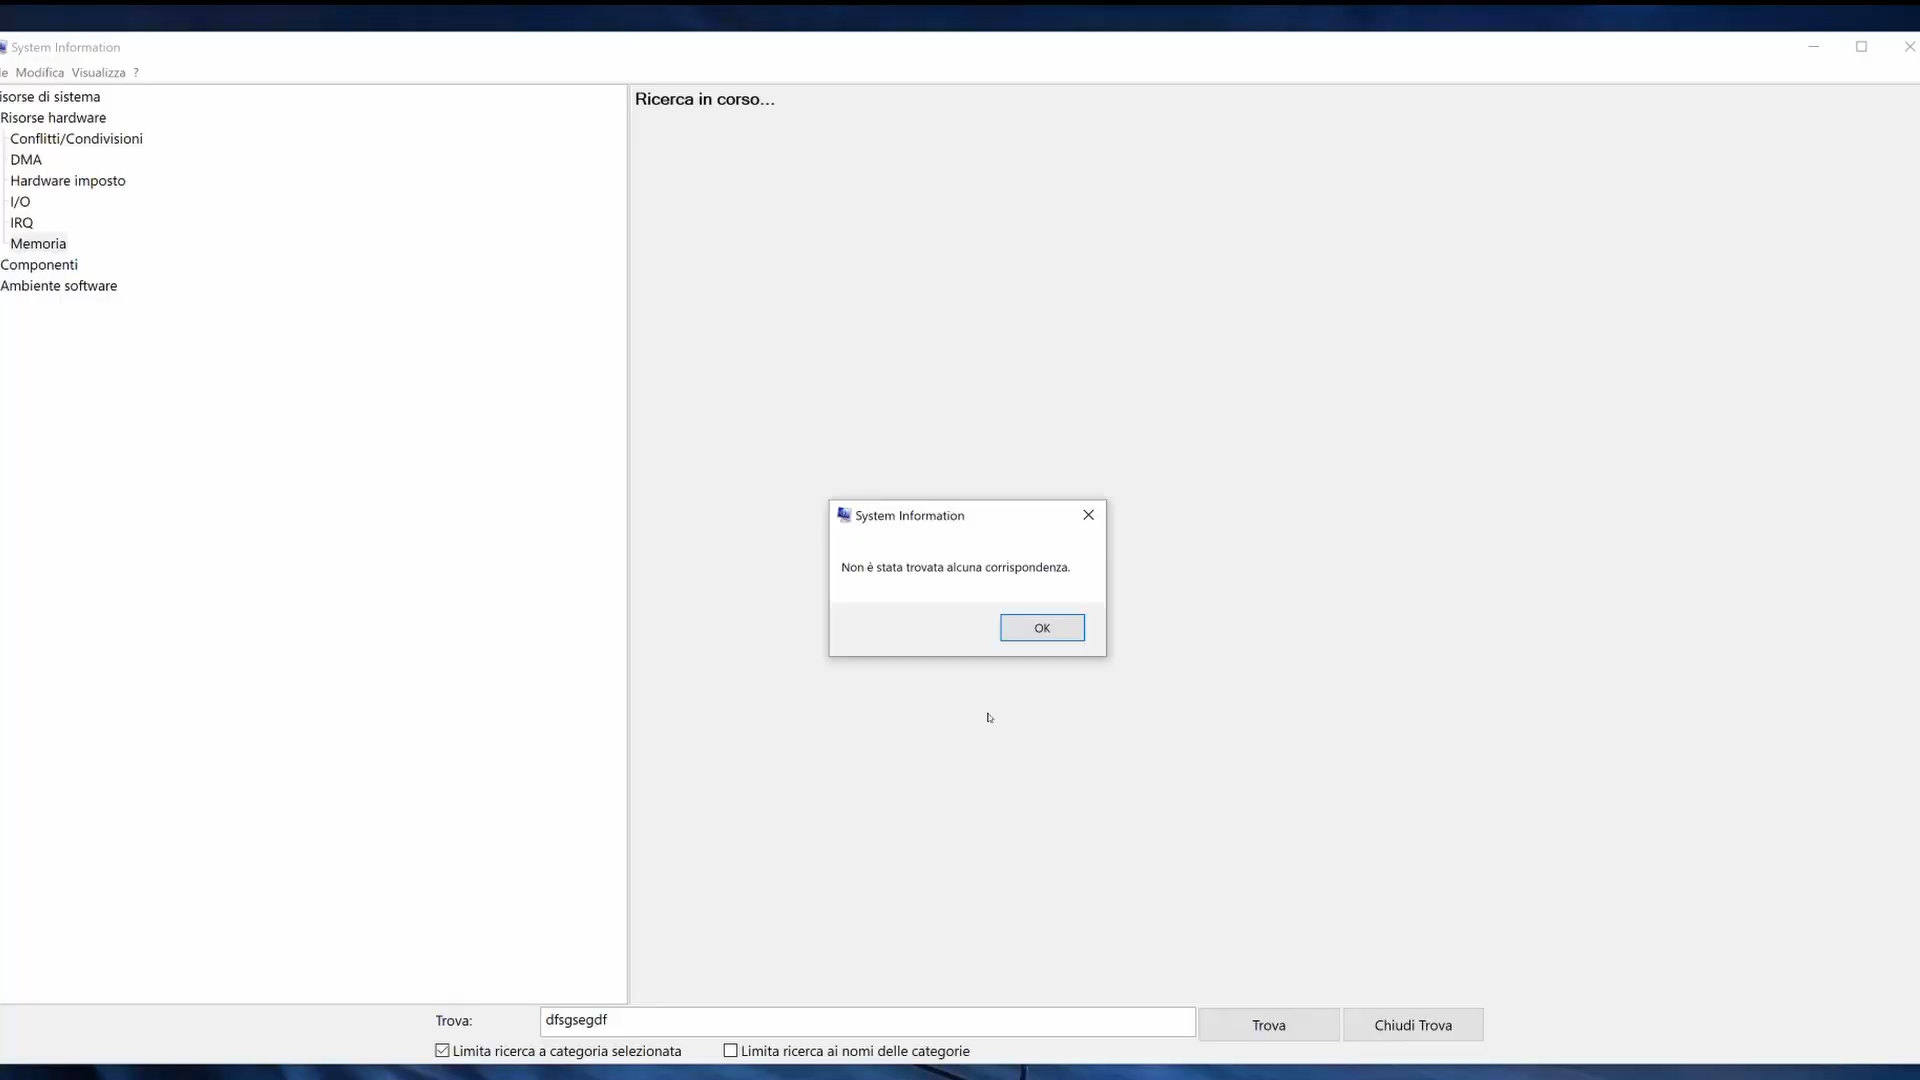 System Information
le Modifica Visualizza ?
isorse di sistema
Risorse hardware
Conflitti/Condivisioni
DMA
Hardware imposto
I/O
IRQ
Memoria
Componenti
Ambiente software
Ricerca in corso...
System Information
Non è stata trovata alcuna corrispondenza.
OK
Trova:
dfsgsegdf
Trova
Chiudi Trova
Limita ricerca a categoria selezionata
Limita ricerca ai nomi delle categorie